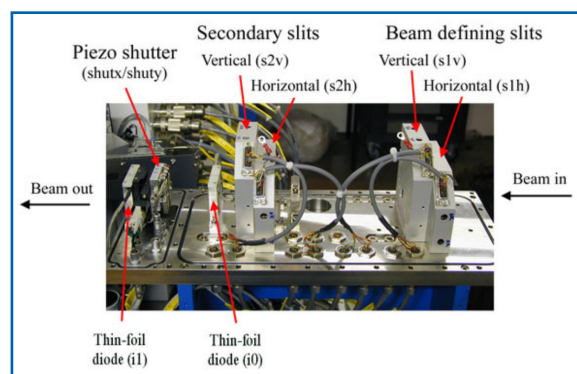 Secondary slits
Beam defining slits
Piezo shutter
(shutx/shuty)
Vertical (s2v)
Horizontal (s2h)
Vertical (s1v)
Horizontal (s1h)
Beam out
Beam in
Thin-foil
diode (i1)
Thin-foil
diode (i0)